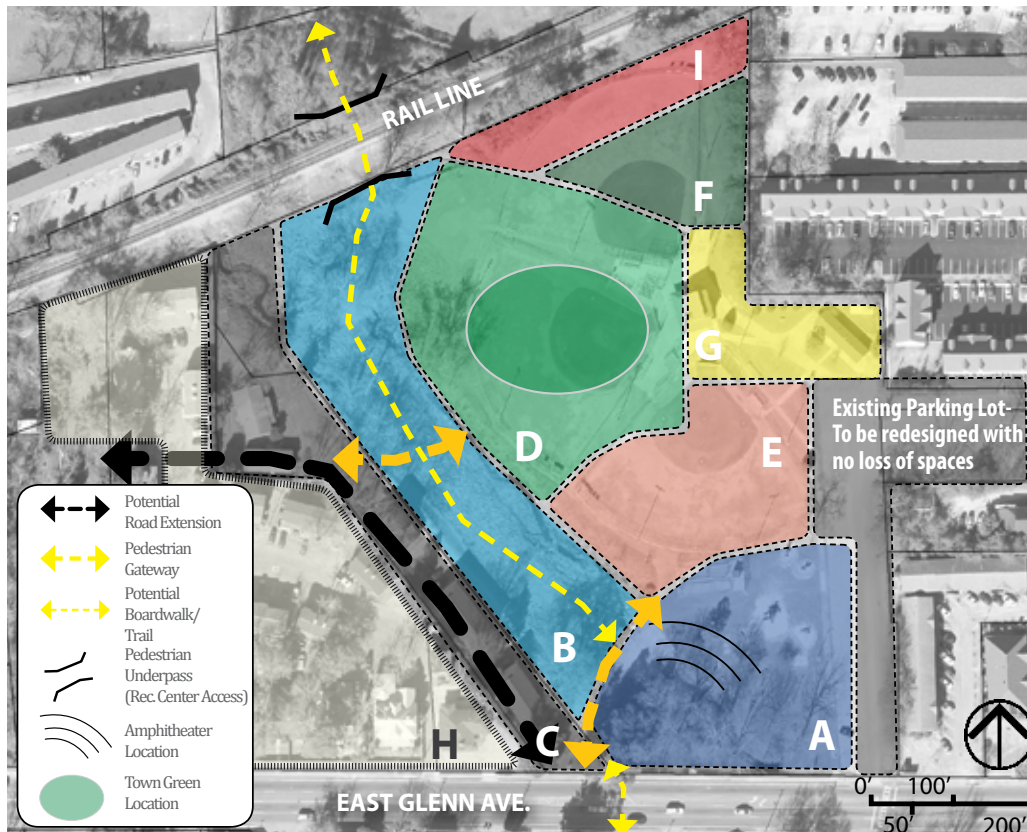 I
RAIL LINE
F
G
Existing Parking Lot-
To be redesigned with
no loss of spaces
D
E
Potential
Road Extension
Pedestrian
Gateway
Potential
Boardwalk/
Trail
Pedestrian
Underpass
(Rec. Center Access)
Amphitheater
Location
Town Green
Location
B
A
C
H
EAST GLENN AVE.
0' 100'
50' 200'